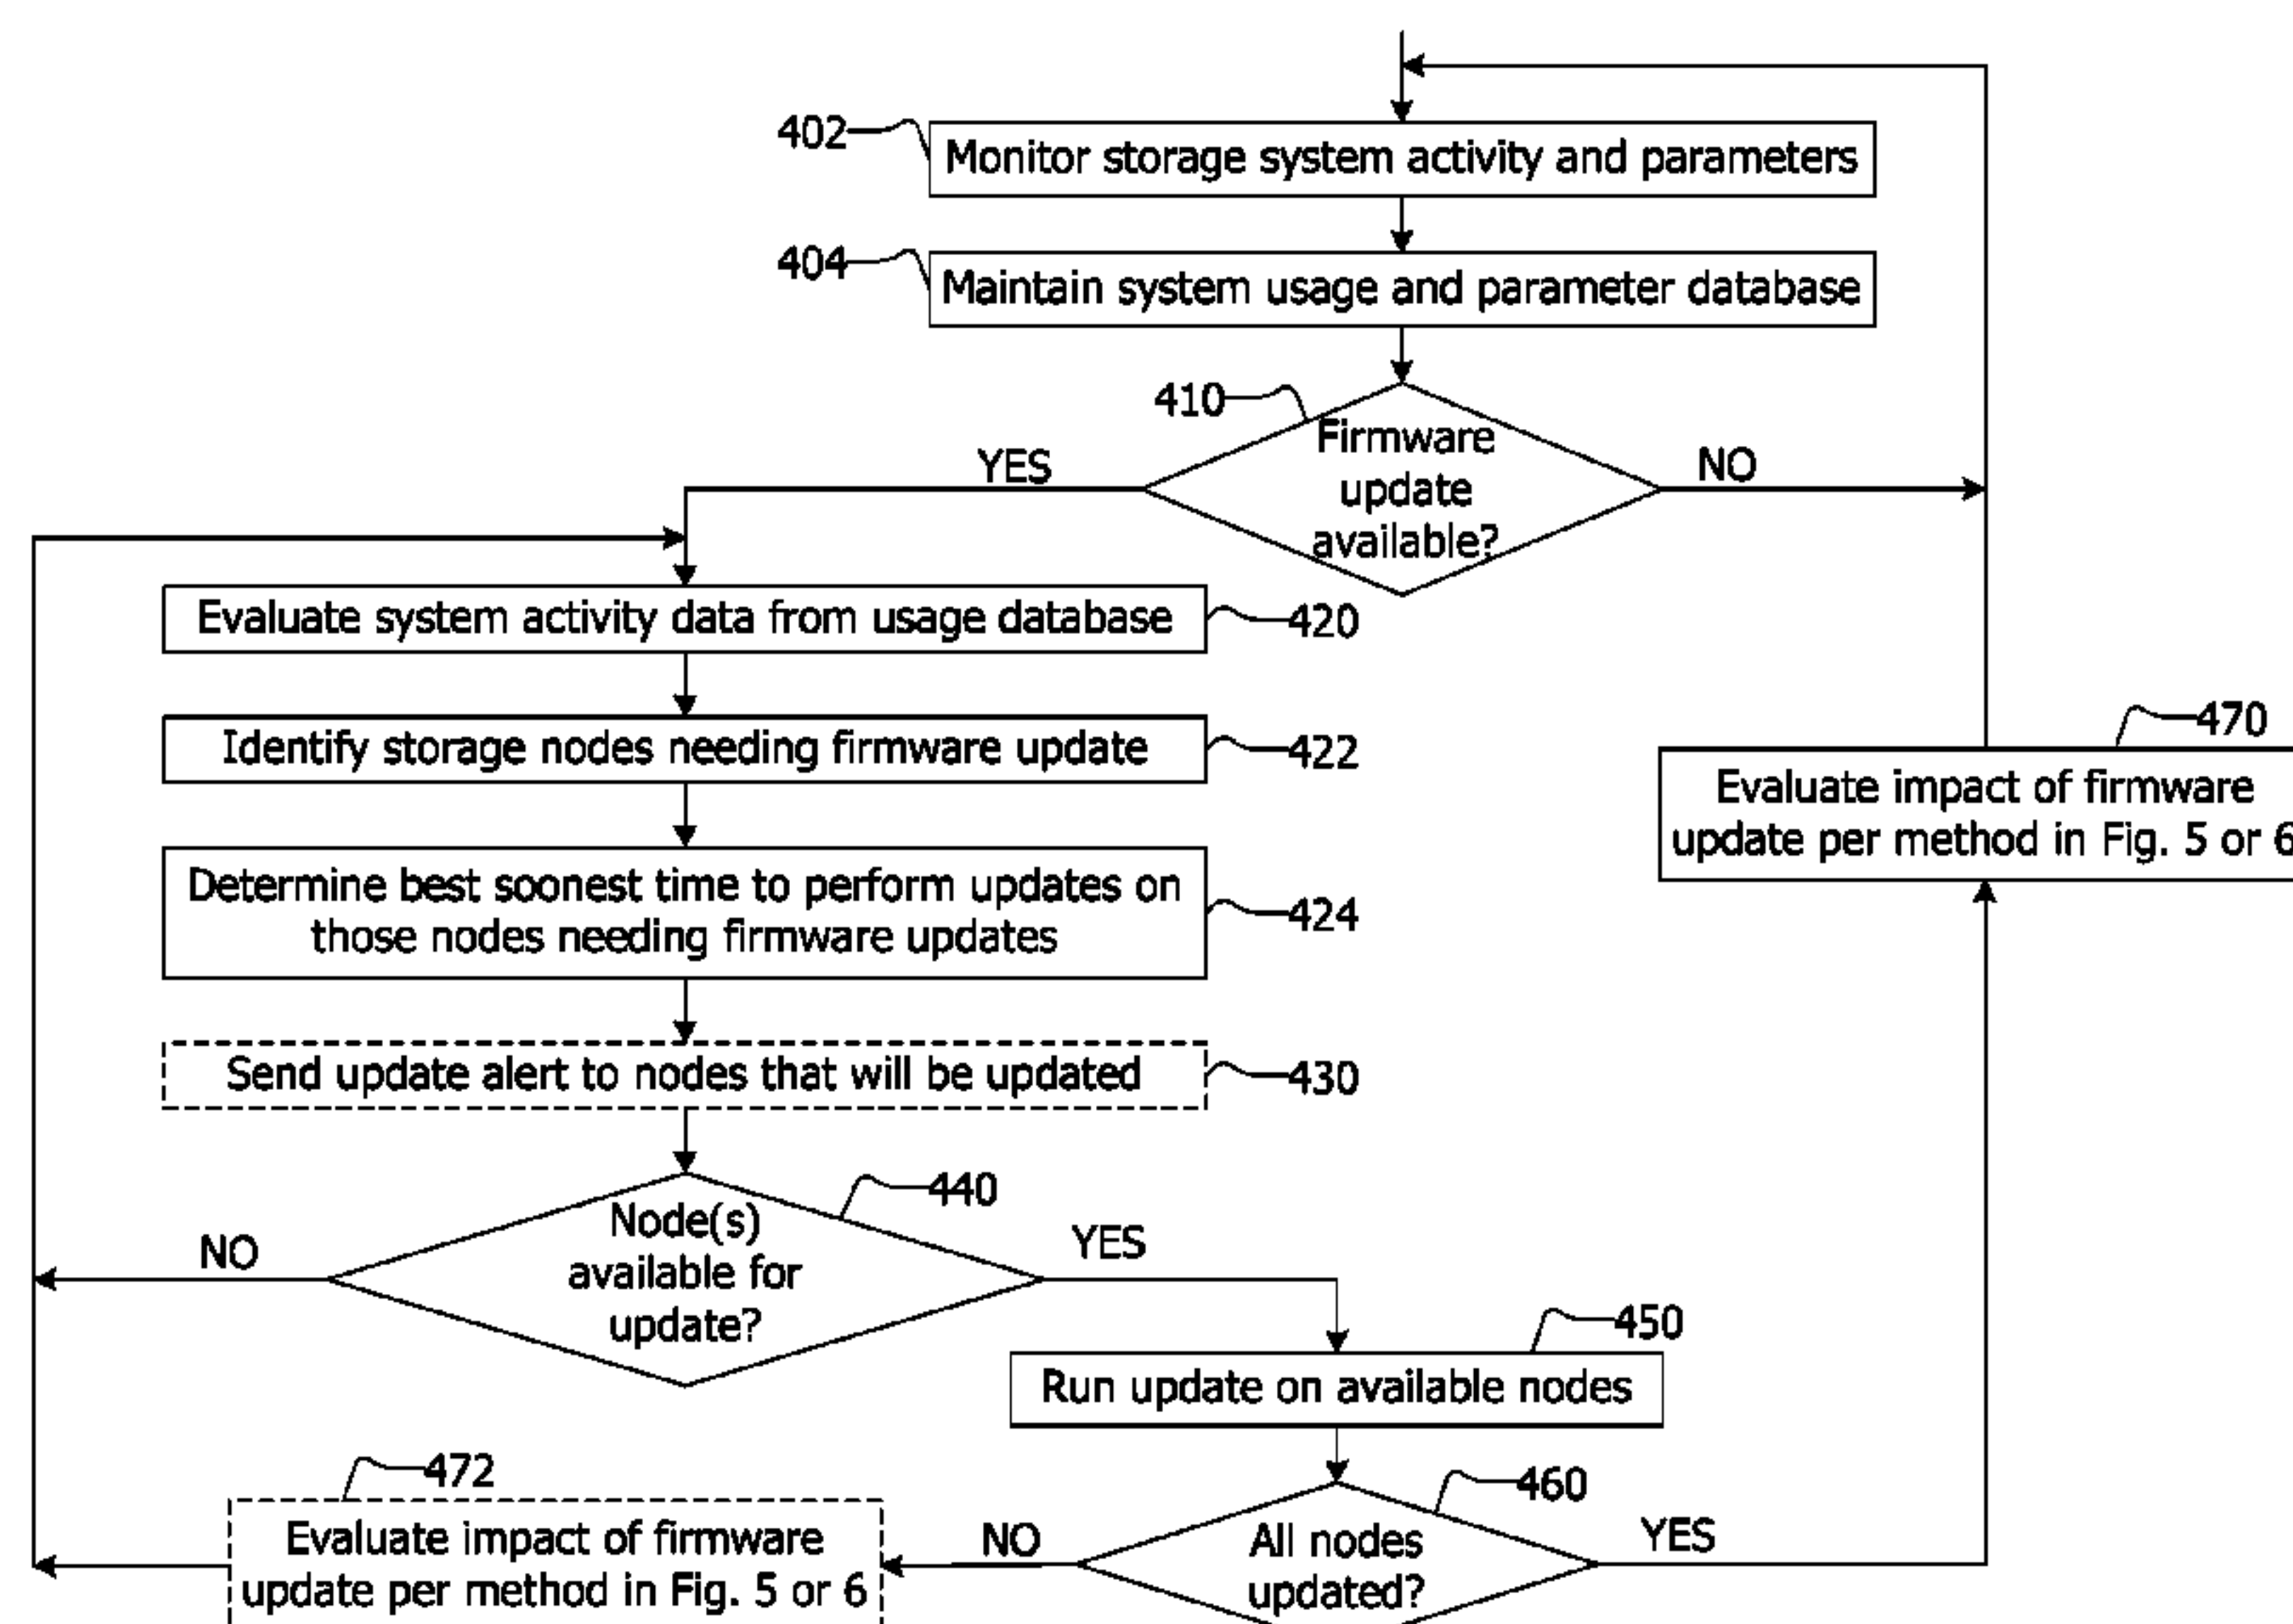 402
Monitor storage system activity and parameters
404
Maintain system usage and parameter database
410
Firmware
update
available?
YES
NO
Evaluate system activity data from usage database
420
Identify storage nodes needing firmware update
422
470
Evaluate impact of firmware
update per method in Fig. 5 or 6
Determine best soonest time to perform updates on
those nodes needing firmware updates
424
Send update alert to nodes that will be updated
430
440
Node(s)
available for
update?
NO
YES
450
Run update on available nodes
472
Evaluate impact of firmware
update per method in Fig. 5 or 6
NO
460
All nodes
updated?
YES